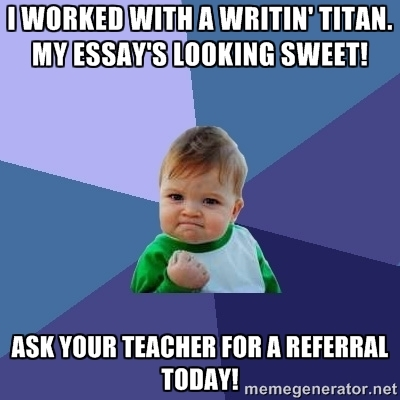 I WORKED WITH A WRITIN' TITAN.
MY ESSAY'S LOOKING SWEET!
ASK YOUR TEACHER FOR A REFERRAL
TODAY!
memegenerator.net